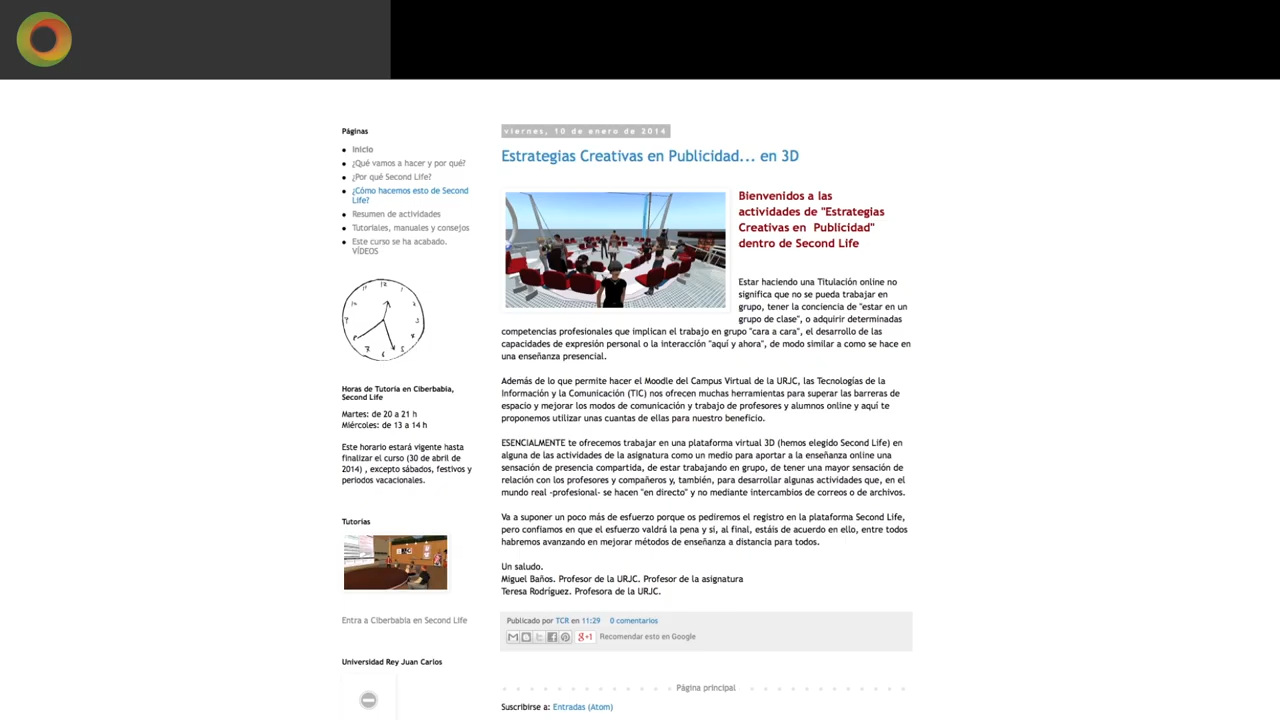 Páginas
Inicio
¿Qué vamos a hacer y por qué?
¿Por qué Second Life?
¿Cómo hacemos esto de Second
Life?
Resumen de actividades
Tutoriales, manuales y consejos
Este curso se ha acabado.
VÍDEOS
Horas de Tutoría en Ciberbabia,
Second Life
Martes: de 20 a 21 h
Miércoles: de 13 a 14 h
Este horario estará vigente hasta
finalizar el curso (30 de abril de
2014) , excepto sábados, festivos y
periodos vacacionales.
Tutorías
Entra a Ciberbabia en Second Life
Universidad Rey Juan Carlos
viernes, 10 de enero de 2014
Estrategias Creativas en Publicidad... en 3D
Bienvenidos a las
actividades de "Estrategias
Creativas en Publicidad"
dentro de Second Life
Estar haciendo una Titulación online no
significa que no se pueda trabajar en
grupo, tener la conciencia de "estar en un
grupo de clase", o adquirir determinadas
competencias profesionales que implican el trabajo en grupo "cara a cara", el desarrollo de las
capacidades de expresión personal o la interacción "aquí y ahora", de modo similar a como se hace en
una enseñanza presencial.
Además de lo que permite hacer el Moodle del Campus Virtual de la URJC, las Tecnologías de la
Información y la Comunicación (TIC) nos ofrecen muchas herramientas para superar las barreras de
espacio y mejorar los modos de comunicación y trabajo de profesores y alumnos online y aquí te
proponemos utilizar unas cuantas de ellas para nuestro beneficio.
ESENCIALMENTE te ofrecemos trabajar en una plataforma virtual 3D (hemos elegido Second Life) en
alguna de las actividades de la asignatura como un medio para aportar a la enseñanza online una
sensación de presencia compartida, de estar trabajando en grupo, de tener una mayor sensación de
relación con los profesores y compañeros y, también, para desarrollar algunas actividades que, en el
mundo real -profesional- se hacen "en directo" y no mediante intercambios de correos o de archivos.
Va a suponer un poco más de esfuerzo porque os pediremos el registro en la plataforma Second Life,
pero confiamos en que el esfuerzo valdrá la pena y si, al final, estáis de acuerdo en ello, entre todos
habremos avanzando en mejorar métodos de enseñanza a distancia para todos.
Un saludo.
Miguel Baños. Profesor de la URJC. Profesor de la asignatura
Teresa Rodríguez. Profesora de la URJC.
Publicado por TCR en 11:29 0 comentarios
g+1 Recomendar esto en Google
Página principal
Suscribirse a: Entradas (Atom)